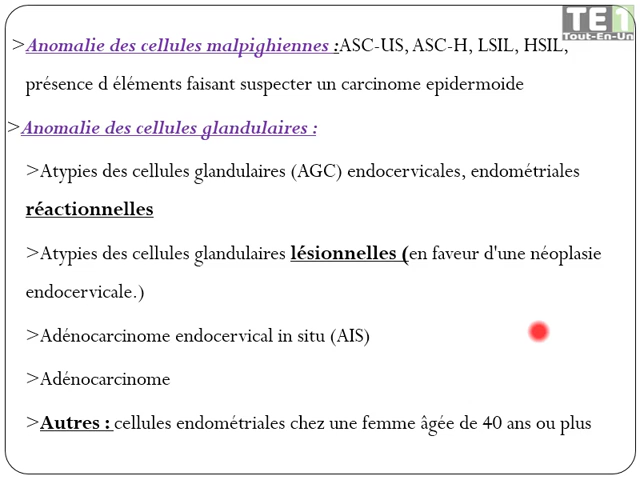 TE1
Tout-En-Un
>Anomalie des cellules malpighiennes :ASC-US, ASC-H, LSIL, HSIL,
présence d éléments faisant suspecter un carcinome epidermoide
>Anomalie des cellules glandulaires :
>Atypies des cellules glandulaires (AGC) endocervicales, endométriales
réactionnelles
>Atypies des cellules glandulaires lésionnelles (en faveur d'une néoplasie
endocervicale.)
>Adénocarcinome endocervical in situ (AIS)
>Adénocarcinome
>Autres : cellules endométriales chez une femme âgée de 40 ans ou plus